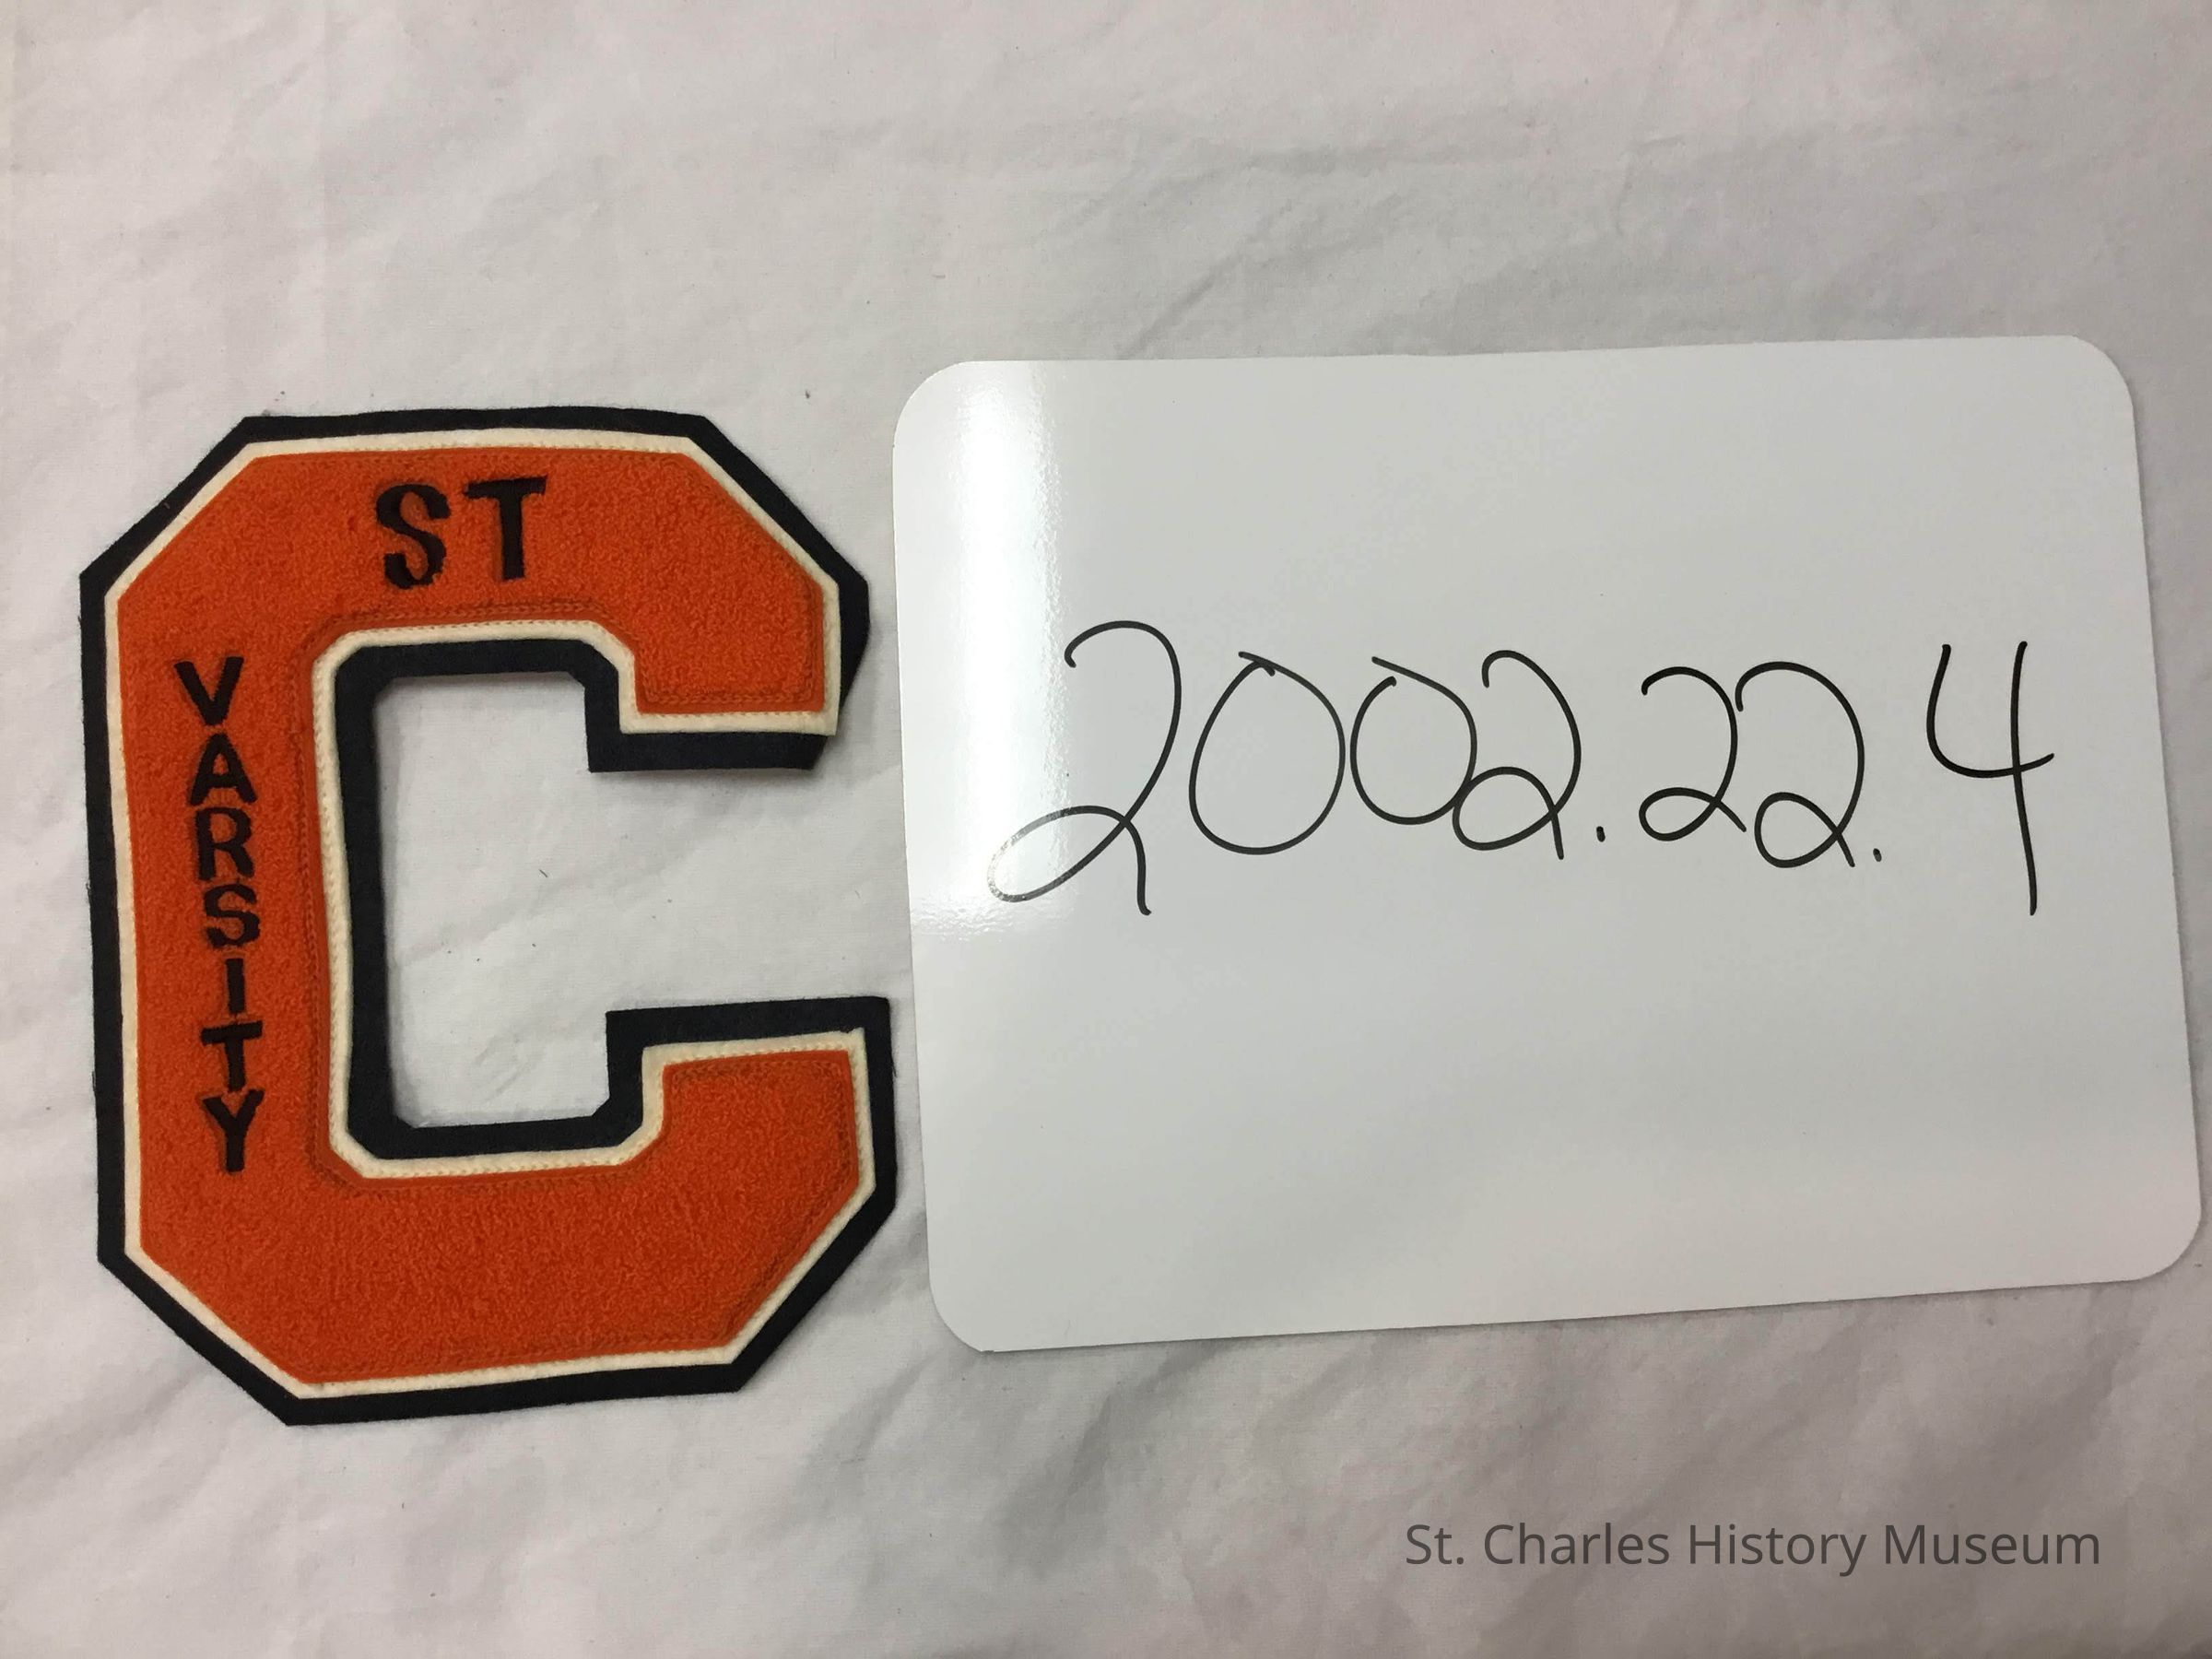 ST
VARSITY
2002.22.4
St. Charles History Museum